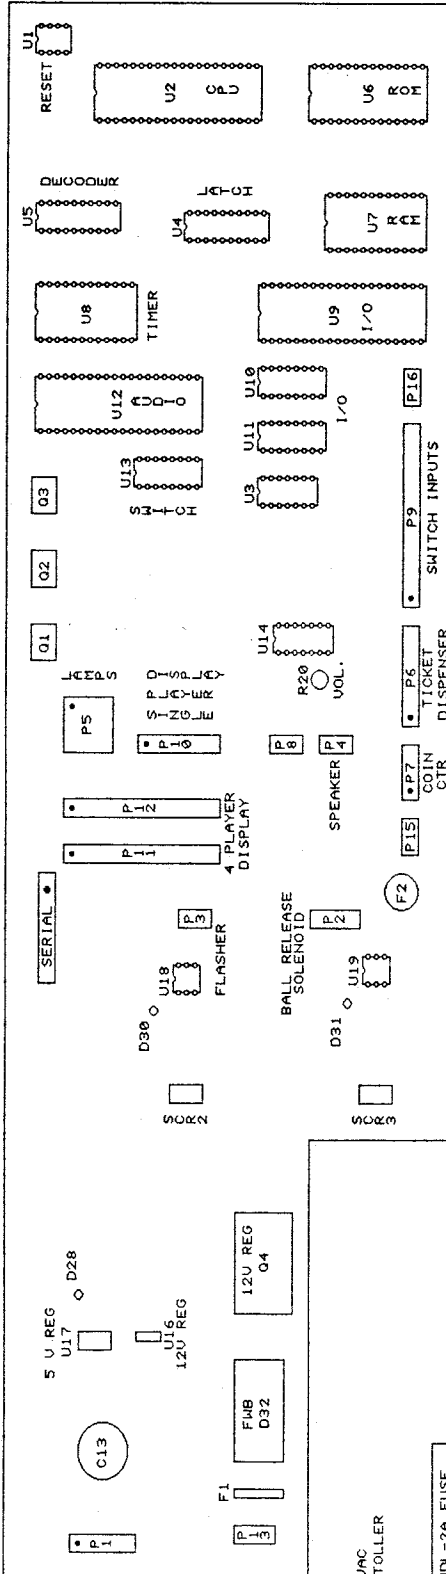 U1
RESET
U2
CPU
U6
ROM
DECODER
U5
LATCH
U4
U7
RAM
U8
TIMER
U9
I/O
U12
AUDIO
U10
U11
I/O
P16
U13
SWITCH
U3
Q3
Q2
Q1
P9
SWITCH INPUTS
U14
R20
VOL.
P6
TICKET
DISPENSER
LAMPS
P5
SINGLE
PLAYER
DISPLAY
P10
P8
P4
SPEAKER
P7
COIN
CTR
P12
P11
4 PLAYER
DISPLAY
P15
F2
SERIAL
P3
FLASHER
U18
D30
BALL RELEASE
SOLENOID
P2
U19
D31
SCR2
SCR3
D28
5 V REG
U17
U16
12V REG
12V REG
Q4
C13
FWB
D32
F1
P1
P13
VAC
TOLLER